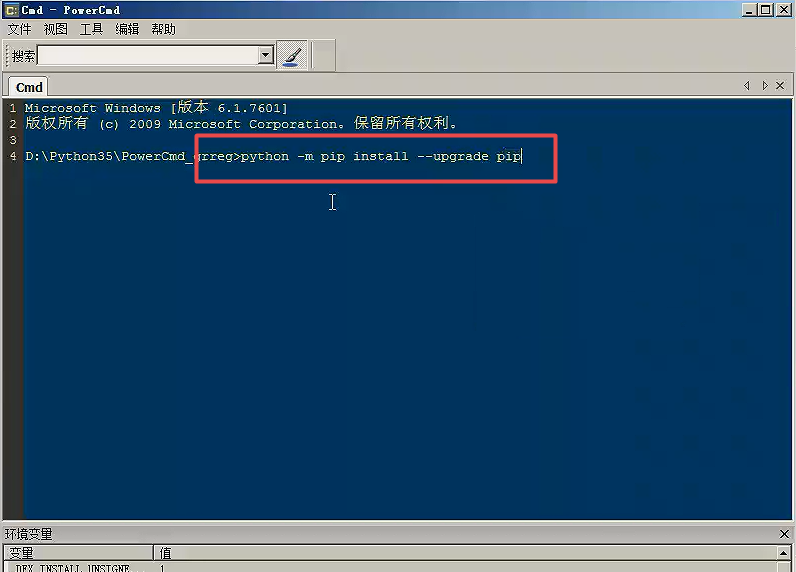 C:\ Cmd - PowerCmd
文件 视图 工具 编辑 帮助
搜索
Cmd
1 Microsoft Windows [版本 6.1.7601]
2 版权所有 (c) 2009 Microsoft Corporation。保留所有权利。
3
4 D:\Python35\PowerCmd_grreg>python -m pip install --upgrade pip
环境变量
变量 值
DFX_INSTALL_UNSIGNE... 1